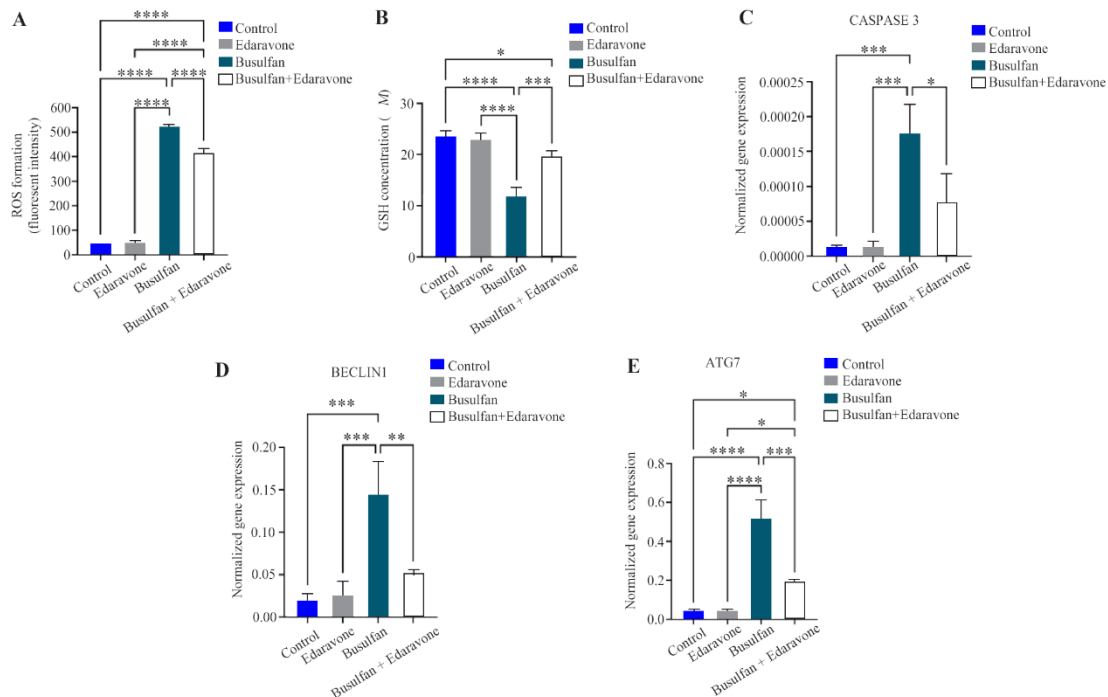 A
****
****
****
****
****
Control
Edaravone
Busulfan
Busulfan+Edaravone
ROS formation
(fluorescent intensity)
600
500
400
300
200
100
0
Control
Edaravone
Busulfan
Busulfan + Edaravone
B
*
****
***
****
Control
Edaravone
Busulfan
Busulfan+Edaravone
GSH concentration ( M)
30
20
10
0
Control
Edaravone
Busulfan
Busulfan + Edaravone
C
CASPASE 3
***
***
*
Control
Edaravone
Busulfan
Busulfan+Edaravone
Normalized gene expression
0.00025
0.00020
0.00015
0.00010
0.00005
0.00000
Control
Edaravone
Busulfan
Busulfan + Edaravone
D
BECLIN1
***
***
**
Control
Edaravone
Busulfan
Busulfan+Edaravone
Normalized gene expression
0.20
0.15
0.10
0.05
0.00
Control
Edaravone
Busulfan
Busulfan + Edaravone
E
ATG7
*
*
****
***
****
Control
Edaravone
Busulfan
Busulfan+Edaravone
Normalized gene expression
0.8
0.6
0.4
0.2
0.0
Control
Edaravone
Busulfan
Busulfan + Edaravone